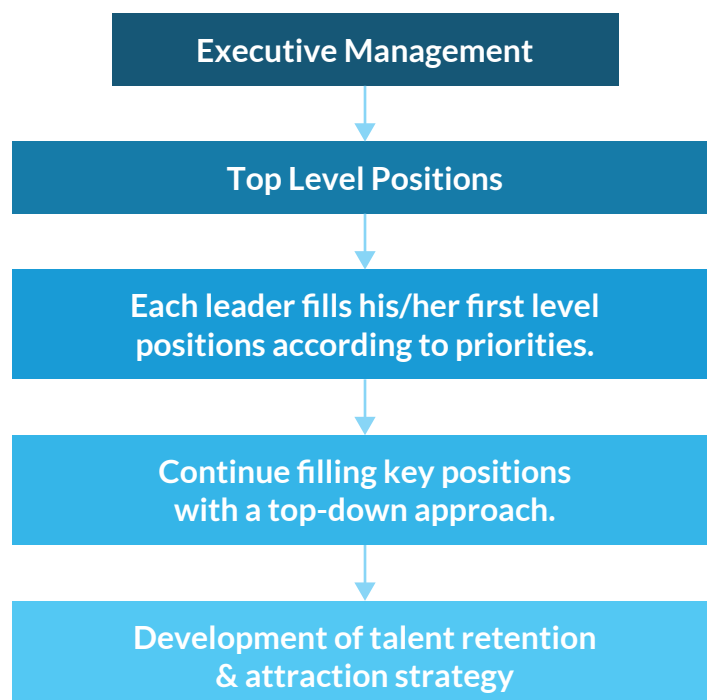 Executive Management
Top Level Positions
Each leader fills his/her first level
positions according to priorities.
Continue filling key positions
with a top-down approach.
Development of talent retention
& attraction strategy